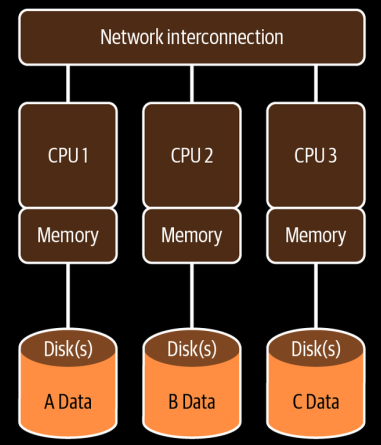 Network interconnection
CPU 1
CPU 2
CPU 3
Memory
Memory
Memory
Disk(s)
Disk(s)
Disk(s)
A Data
B Data
C Data